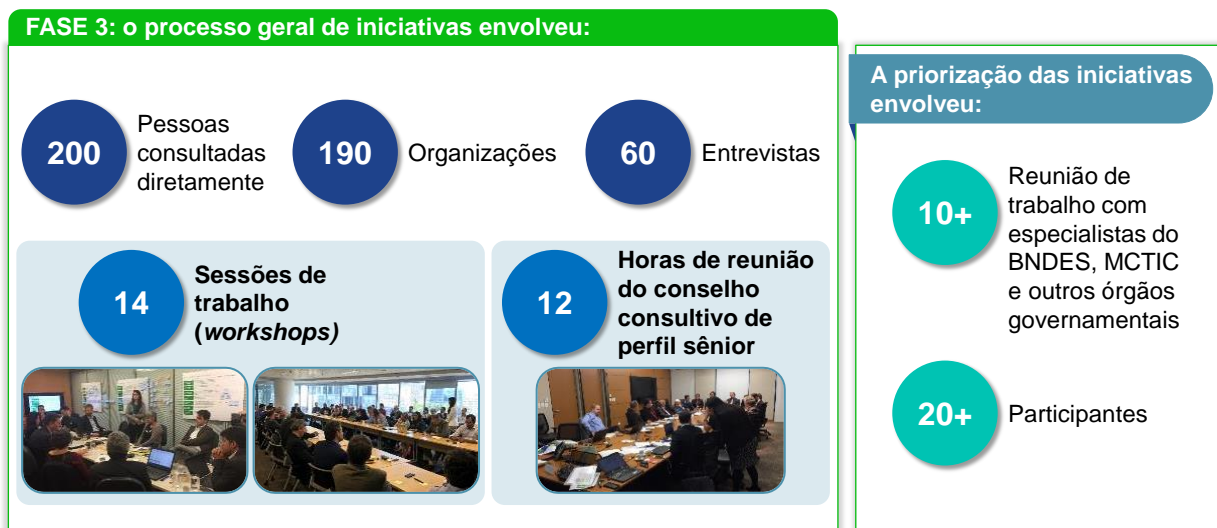 FASE 3: o processo geral de iniciativas envolveu:
200
Pessoas
consultadas
diretamente
190
Organizações
60
Entrevistas
14
Sessões de
trabalho
(workshops)
12
Horas de reunião
do conselho
consultivo de
perfil sênior
A priorização das iniciativas
envolveu:
10+
Reunião de
trabalho com
especialistas do
BNDES, MCTIC
e outros órgãos
governamentais
20+
Participantes